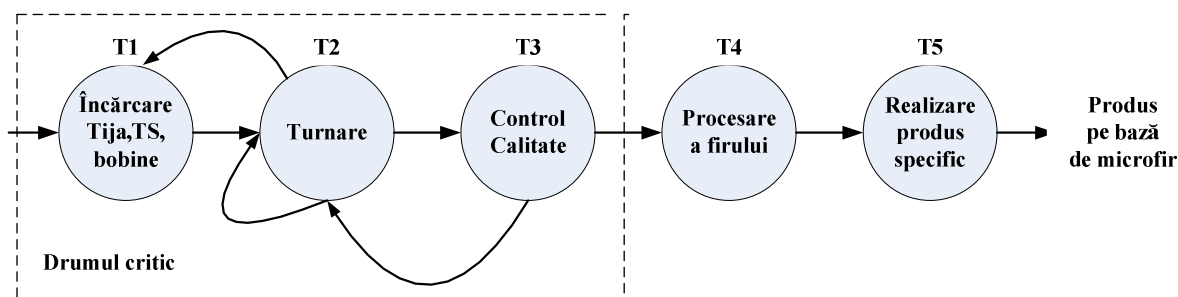 T1
T2
T3
T4
T5
Încărcare
Tija,TS,
bobine
Turnare
Control
Calitate
Procesare
a firului
Realizare
produs
specific
Produs
pe bază
de microfir
Drumul critic